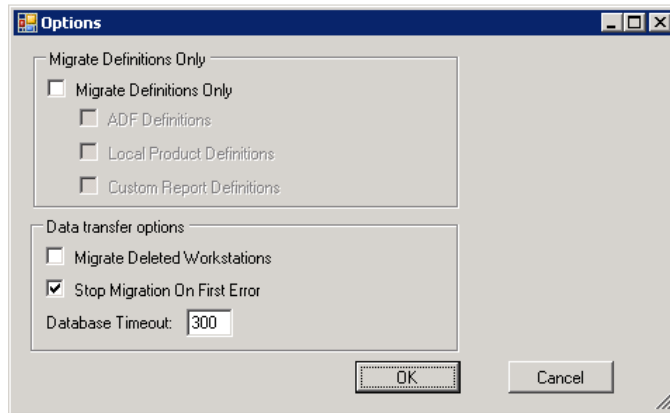 Options
Migrate Definitions Only
Migrate Definitions Only
ADF Definitions
Local Product Definitions
Custom Report Definitions
Data transfer options
Migrate Deleted Workstations
Stop Migration On First Error
Database Timeout: 300
OK Cancel